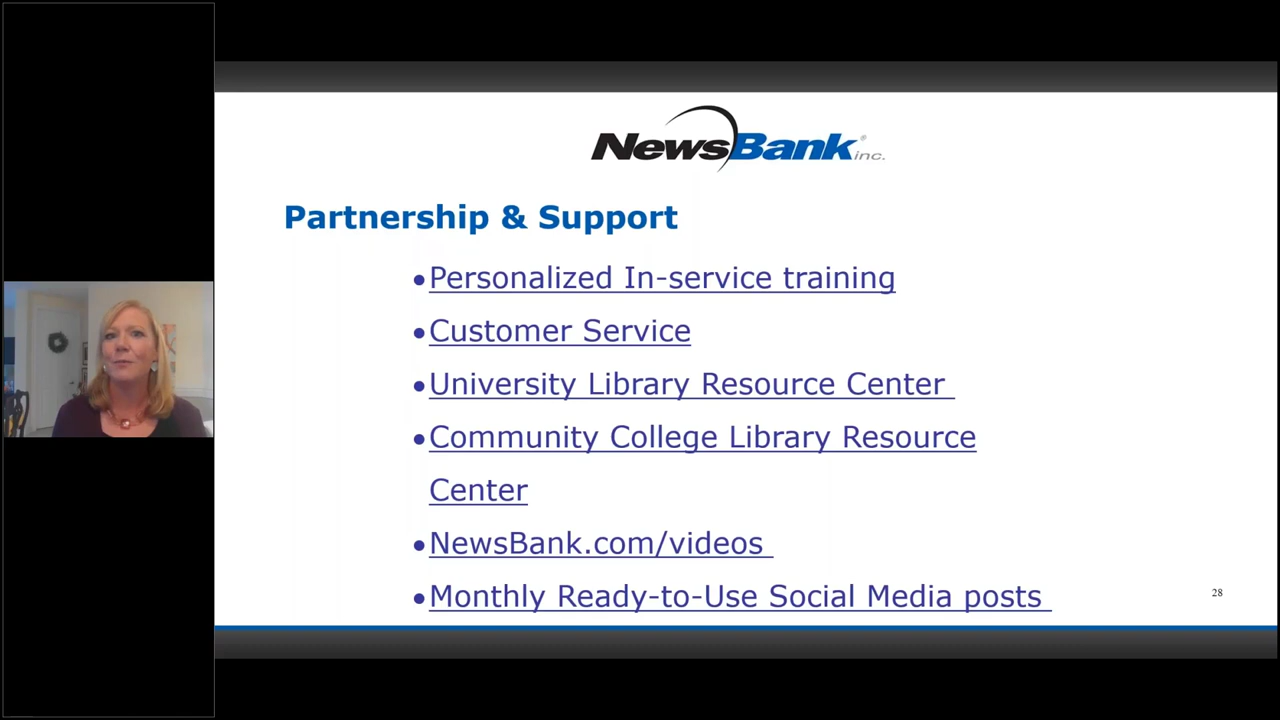 NewsBank® inc.
Partnership & Support
•Personalized In-service training
•Customer Service
•University Library Resource Center
•Community College Library Resource
Center
•NewsBank.com/videos
•Monthly Ready-to-Use Social Media posts
28